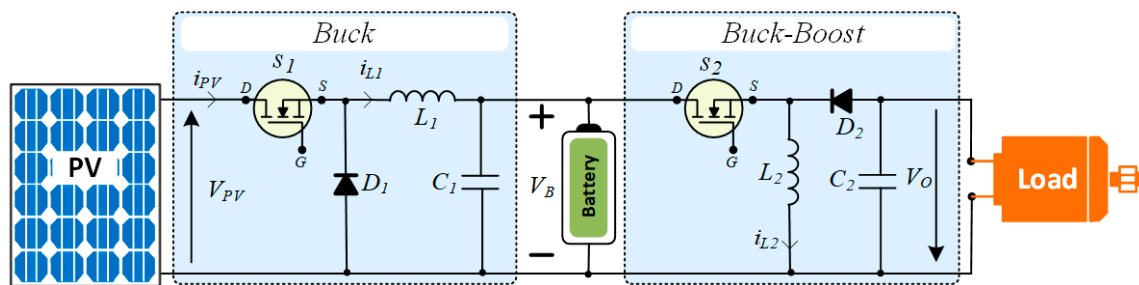 Buck
Buck-Boost
i_PV
D
S_1
S
i_L1
L_1
G
PV
V_PV
D_1
C_1
+
V_B
−
Battery
D
S_2
S
G
D_2
L_2
i_L2
C_2
V_O
Load